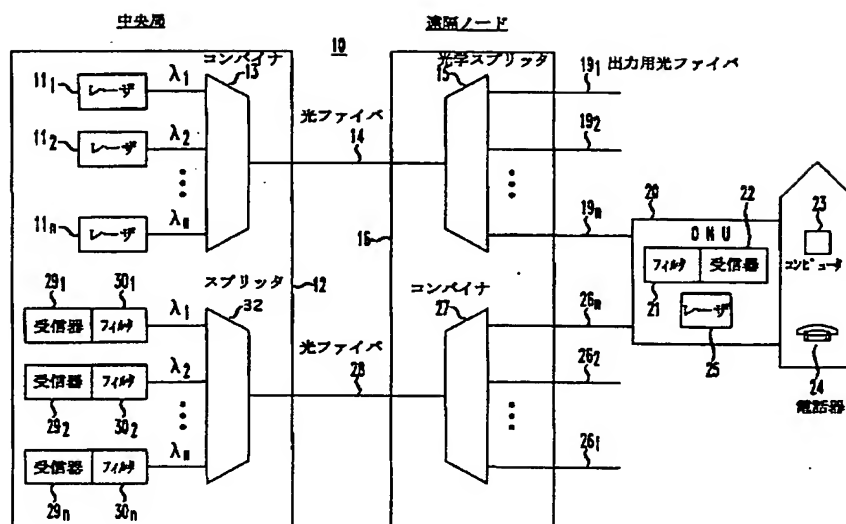 中央局
10
遠隔ノード
コンバイナ
13
光学スプリッタ
15
19₁ 出力用光ファイバ
11₁ レーザ λ₁
光ファイバ
14
19₂
11₂ レーザ λ₂
11ₙ レーザ λₙ
16
19ₙ
20
ONU
22
23
コンピュータ
フィルタ 受信器
21
レーザ
25
24
電話器
スプリッタ
32
12
コンバイナ
27
26ₙ
29₁ 30₁
受信器 フィルタ λ₁
光ファイバ
28
26₂
受信器 フィルタ λ₂
29₂ 30₂
26₁
受信器 フィルタ λₙ
29ₙ 30ₙ